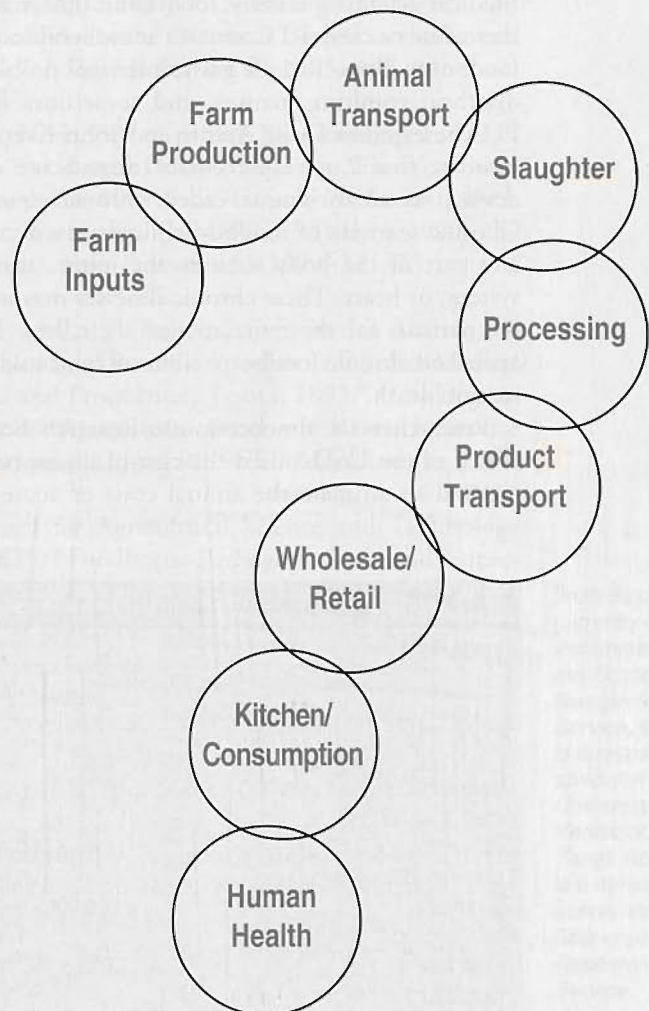 Farm
Inputs
Farm
Production
Animal
Transport
Slaughter
Processing
Product
Transport
Wholesale/
Retail
Kitchen/
Consumption
Human
Health